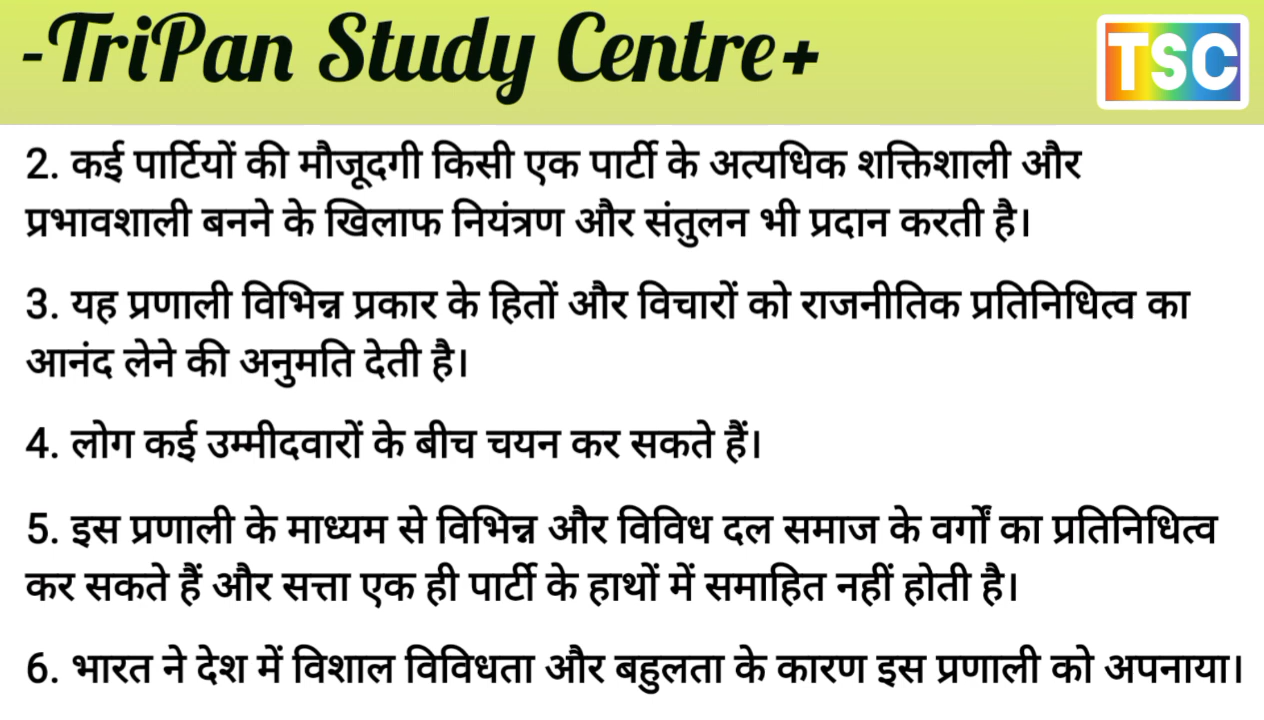 -TriPan Study Centre+
TSC
2. कई पार्टियों की मौजूदगी किसी एक पार्टी के अत्यधिक शक्तिशाली और
प्रभावशाली बनने के खिलाफ नियंत्रण और संतुलन भी प्रदान करती है।
3. यह प्रणाली विभिन्न प्रकार के हितों और विचारों को राजनीतिक प्रतिनिधित्व का
आनंद लेने की अनुमति देती है।
4. लोग कई उम्मीदवारों के बीच चयन कर सकते हैं।
5. इस प्रणाली के माध्यम से विभिन्न और विविध दल समाज के वर्गों का प्रतिनिधित्व
कर सकते हैं और सत्ता एक ही पार्टी के हाथों में समाहित नहीं होती है।
6. भारत ने देश में विशाल विविधता और बहुलता के कारण इस प्रणाली को अपनाया।